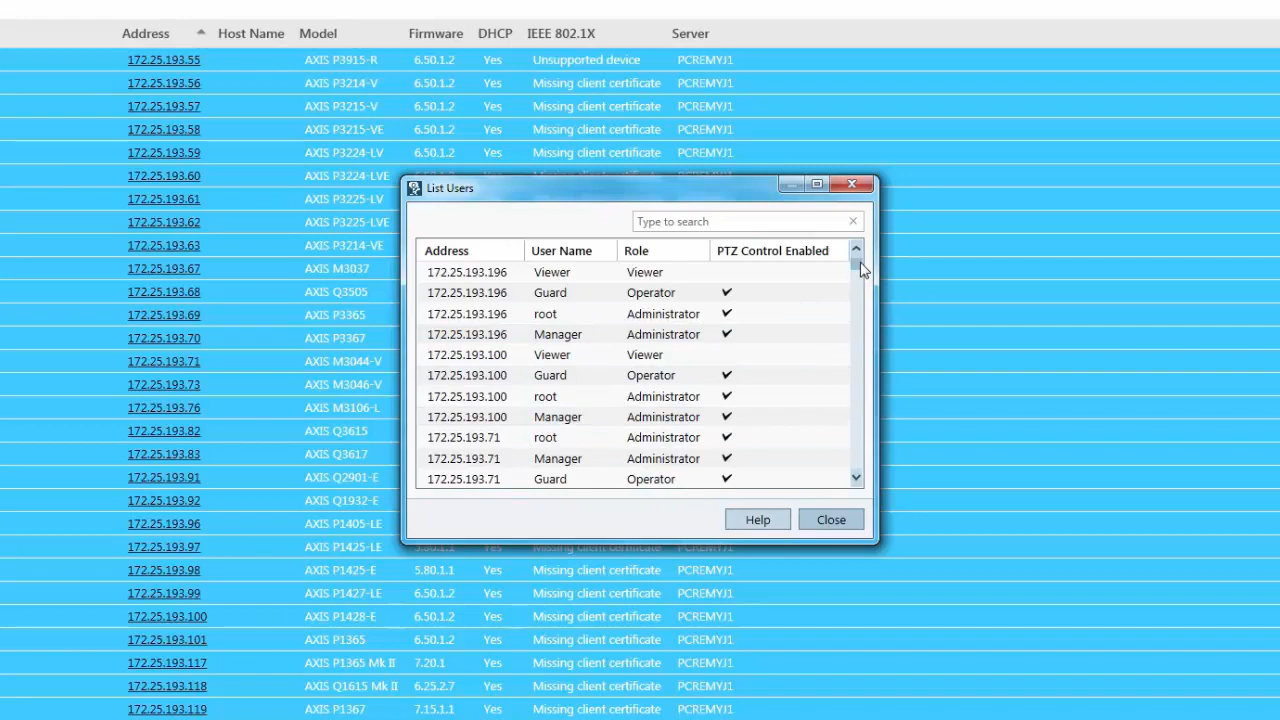 Address Host Name Model Firmware DHCP IEEE 802.1X Server
172.25.193.55 AXIS P3915-R 6.50.1.2 Yes Unsupported device PCREMYJ1
172.25.193.56 AXIS P3214-V 6.50.1.2 Yes Missing client certificate PCREMYJ1
172.25.193.57 AXIS P3215-V 6.50.1.2 Yes Missing client certificate PCREMYJ1
172.25.193.58 AXIS P3215-VE 6.50.1.2 Yes Missing client certificate PCREMYJ1
172.25.193.59 AXIS P3224-LV 6.50.1.2 Yes Missing client certificate PCREMYJ1
172.25.193.60 AXIS P3224-LVE
172.25.193.61 AXIS P3225-LV
172.25.193.62 AXIS P3225-LVE
172.25.193.63 AXIS P3214-VE
172.25.193.67 AXIS M3037
172.25.193.68 AXIS Q3505
172.25.193.69 AXIS P3365
172.25.193.70 AXIS P3367
172.25.193.71 AXIS M3044-V
172.25.193.73 AXIS M3046-V
172.25.193.76 AXIS M3106-L
172.25.193.82 AXIS Q3615
172.25.193.83 AXIS Q3617
172.25.193.91 AXIS Q2901-E
172.25.193.92 AXIS Q1932-E
172.25.193.96 AXIS P1405-LE
172.25.193.97 AXIS P1425-LE 5.80.1.2 Yes Missing client certificate PCREMYJ1
172.25.193.98 AXIS P1425-E 5.80.1.1 Yes Missing client certificate PCREMYJ1
172.25.193.99 AXIS P1427-LE 6.50.1.2 Yes Missing client certificate PCREMYJ1
172.25.193.100 AXIS P1428-E 6.50.1.2 Yes Missing client certificate PCREMYJ1
172.25.193.101 AXIS P1365 6.50.1.2 Yes Missing client certificate PCREMYJ1
172.25.193.117 AXIS P1365 Mk II 7.20.1 Yes Missing client certificate PCREMYJ1
172.25.193.118 AXIS Q1615 Mk II 6.25.2.7 Yes Missing client certificate PCREMYJ1
172.25.193.119 AXIS P1367 7.15.1.1 Yes Missing client certificate PCREMYJ1
List Users
Type to search
Address User Name Role PTZ Control Enabled
172.25.193.196 Viewer Viewer
172.25.193.196 Guard Operator ✔
172.25.193.196 root Administrator ✔
172.25.193.196 Manager Administrator ✔
172.25.193.100 Viewer Viewer
172.25.193.100 Guard Operator ✔
172.25.193.100 root Administrator ✔
172.25.193.100 Manager Administrator ✔
172.25.193.71 root Administrator ✔
172.25.193.71 Manager Administrator ✔
172.25.193.71 Guard Operator ✔
Help Close